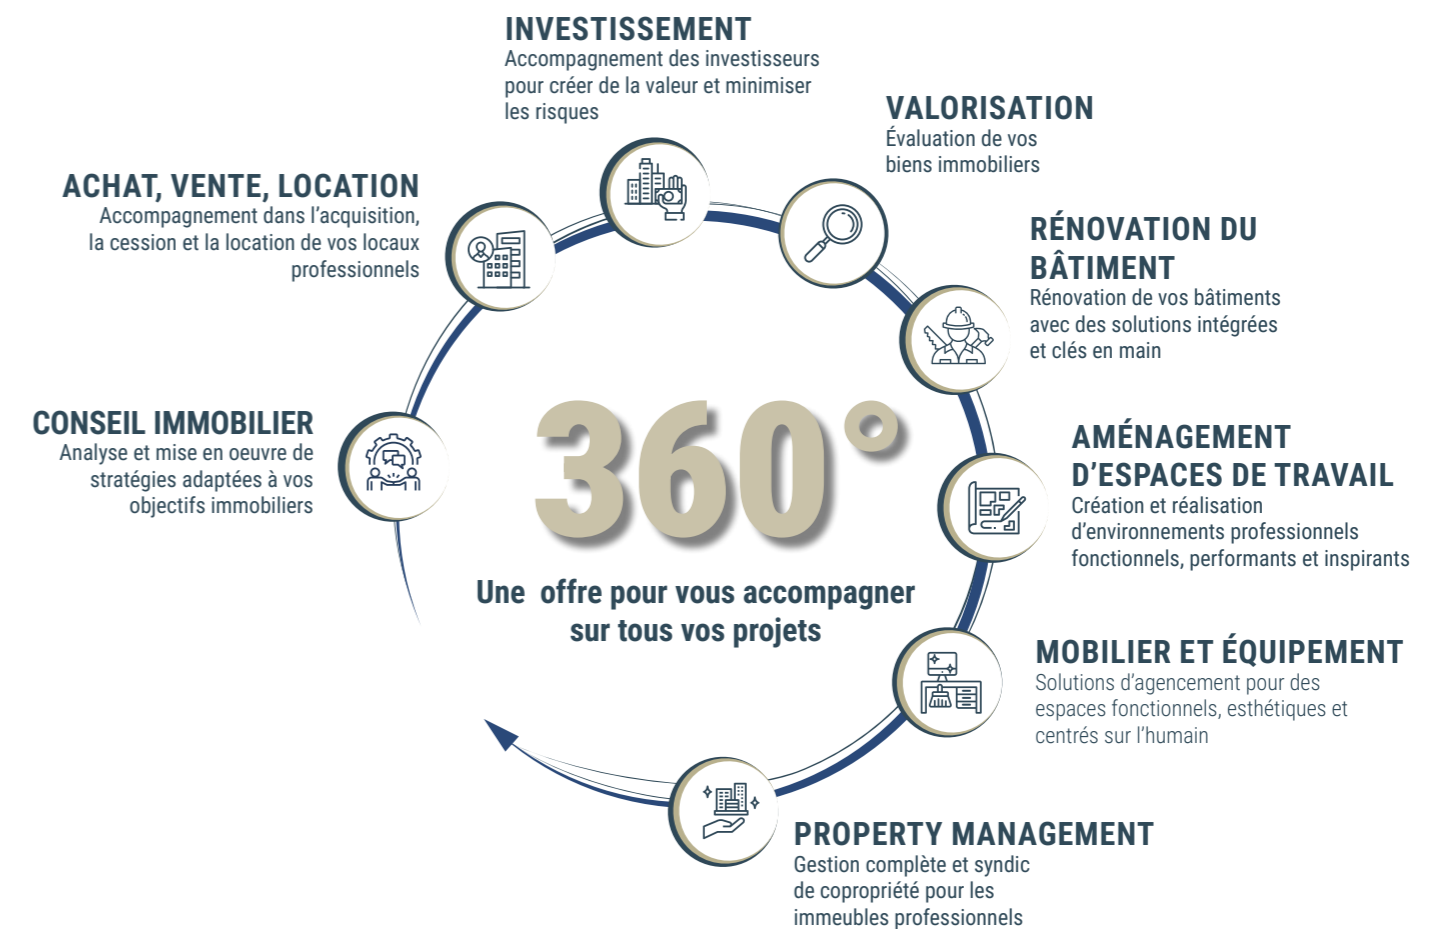 INVESTISSEMENT
Accompagnement des investisseurs
pour créer de la valeur et minimiser
les risques
VALORISATION
Évaluation de vos
biens immobiliers
ACHAT, VENTE, LOCATION
Accompagnement dans l'acquisition,
la cession et la location de vos locaux
professionnels
RÉNOVATION DU
BÂTIMENT
Rénovation de vos bâtiments
avec des solutions intégrées
et clés en main
CONSEIL IMMOBILIER
Analyse et mise en oeuvre de
stratégies adaptées à vos
objectifs immobiliers
360°
Une offre pour vous accompagner
sur tous vos projets
AMÉNAGEMENT
D'ESPACES DE TRAVAIL
Création et réalisation
d'environnements professionnels
fonctionnels, performants et inspirants
MOBILIER ET ÉQUIPEMENT
Solutions d'agencement pour des
espaces fonctionnels, esthétiques et
centrés sur l'humain
PROPERTY MANAGEMENT
Gestion complète et syndic
de copropriété pour les
immeubles professionnels